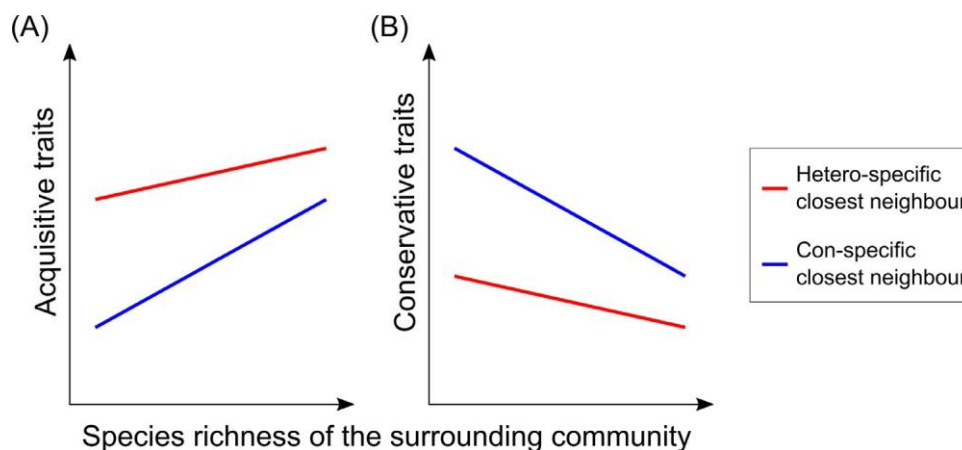 (A)
Acquisitive traits
(B)
Conservative traits
Species richness of the surrounding community
Hetero-specific
closest neighbour
Con-specific
closest neighbour